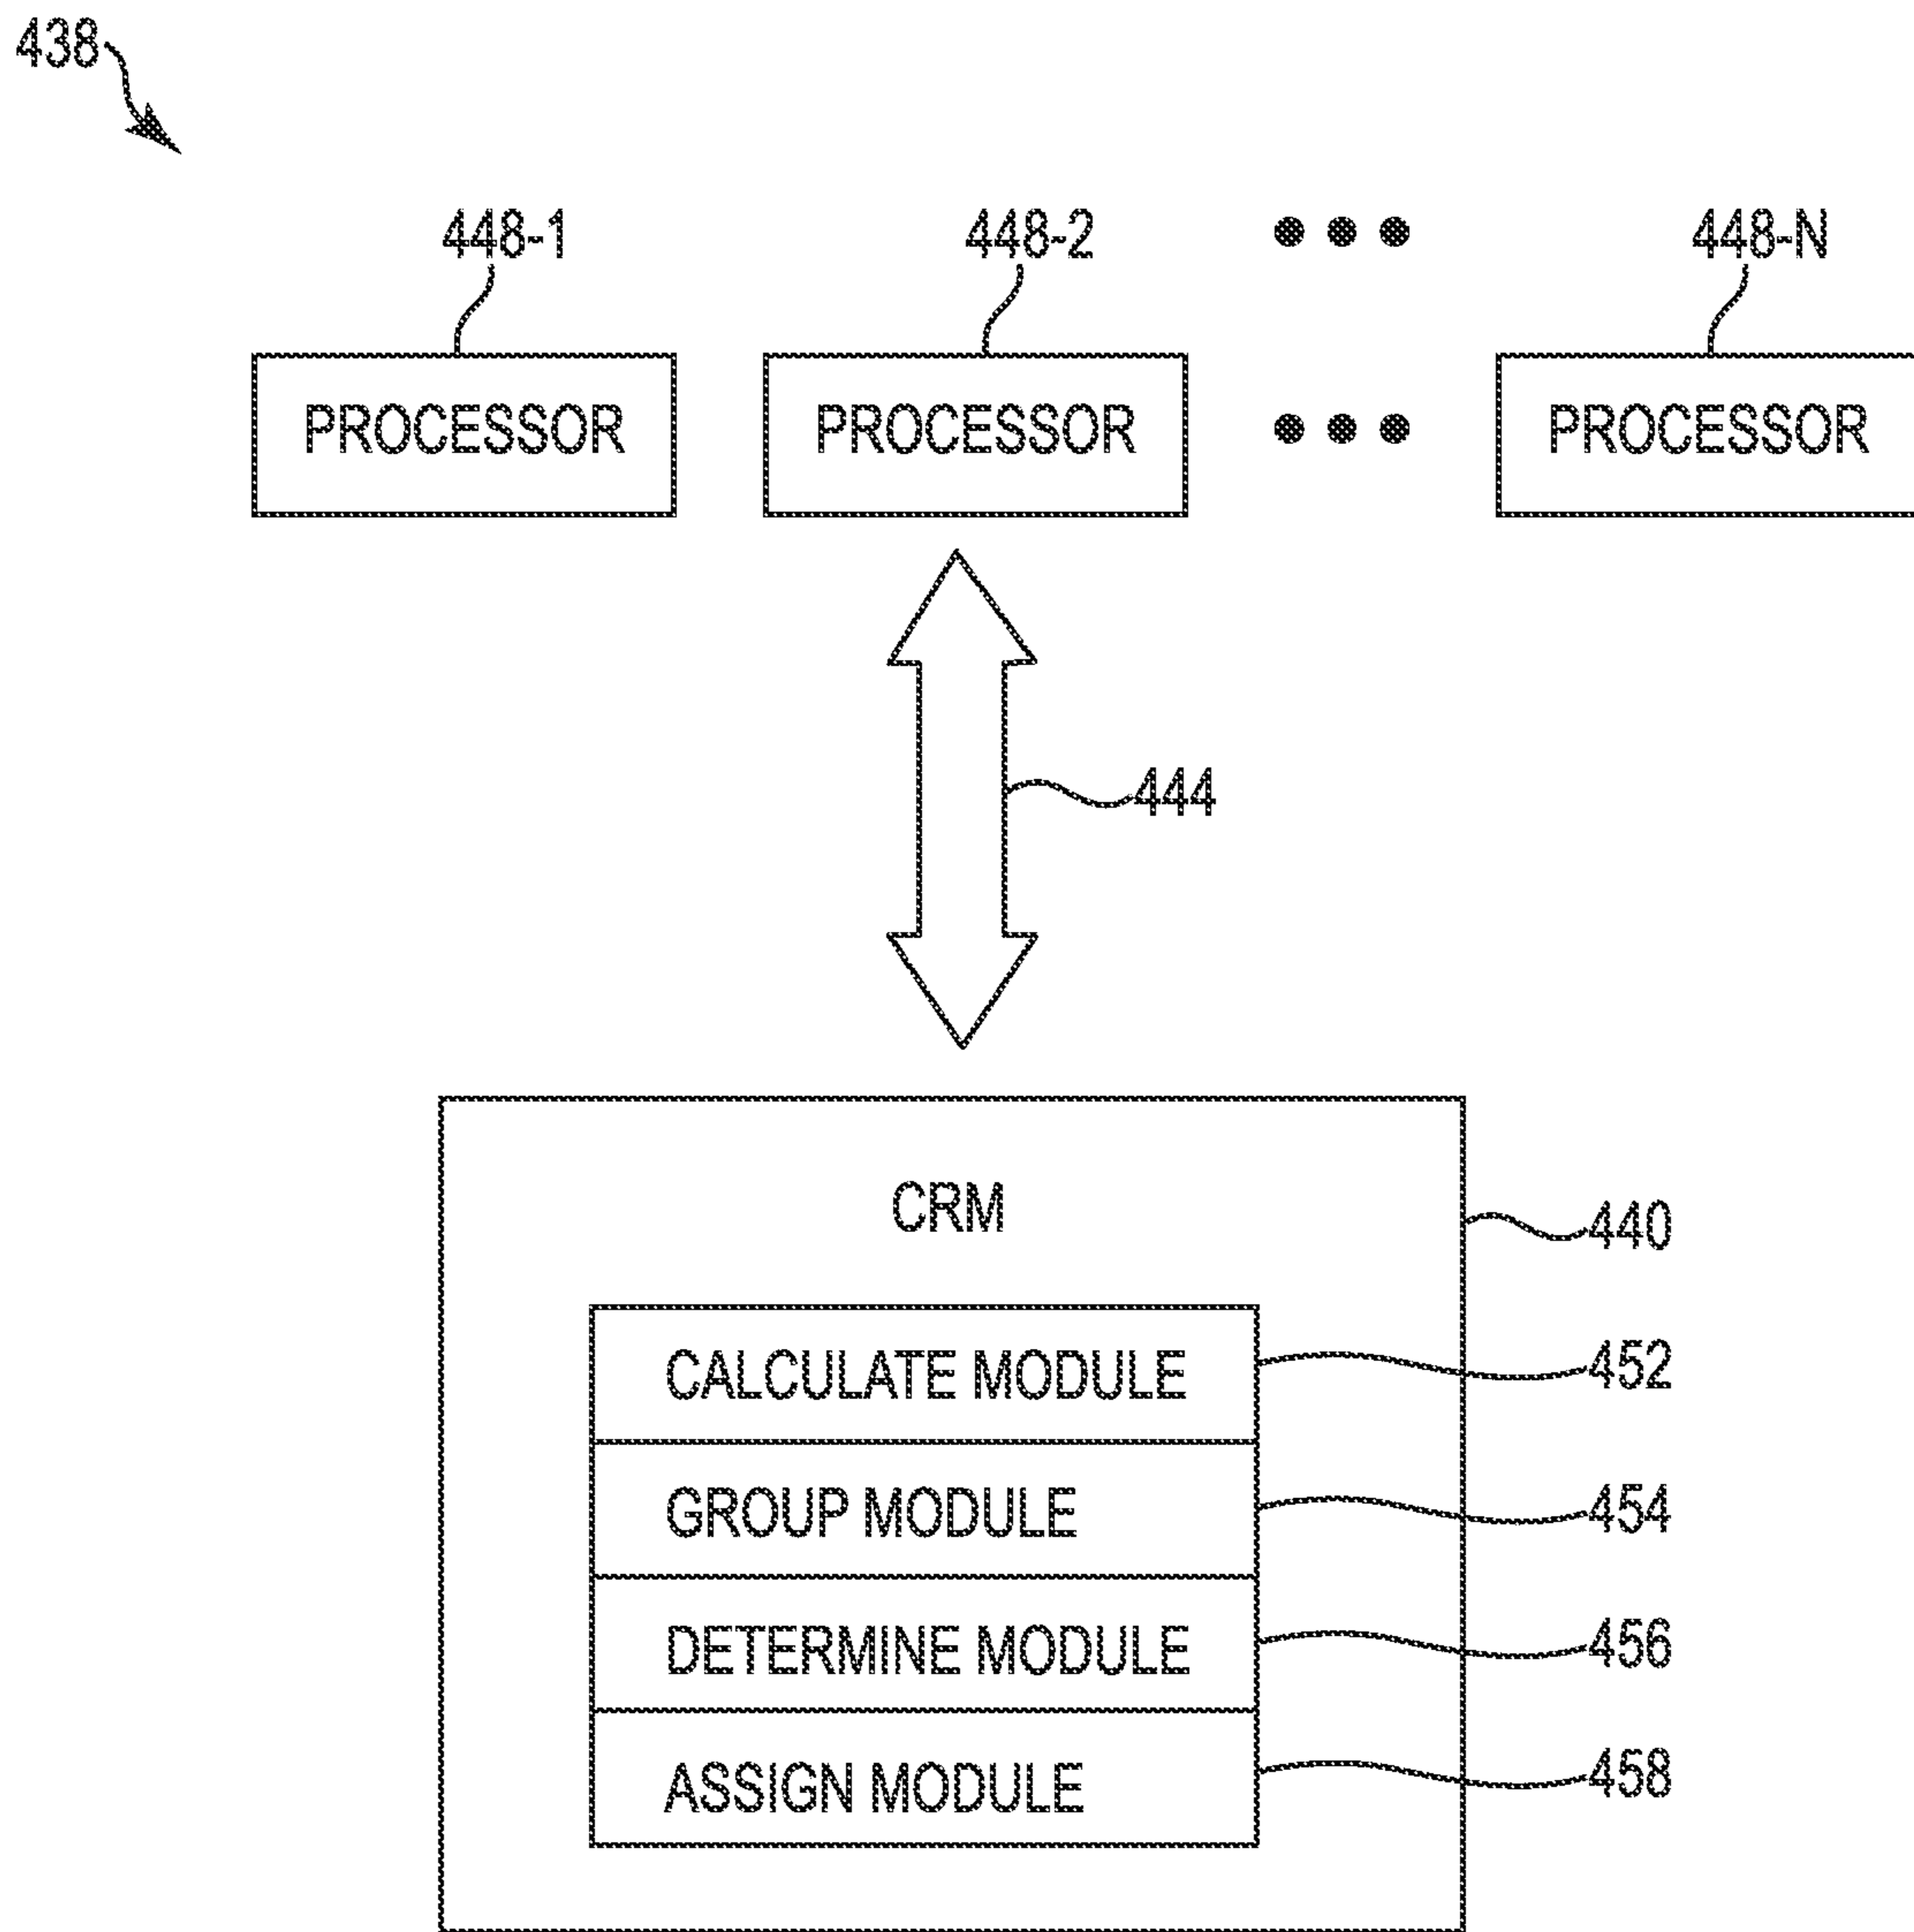 438
448-1 448-2 448-N
PROCESSOR PROCESSOR PROCESSOR
444
CRM
440
CALCULATE MODULE 452
GROUP MODULE 454
DETERMINE MODULE 456
ASSIGN MODULE 458